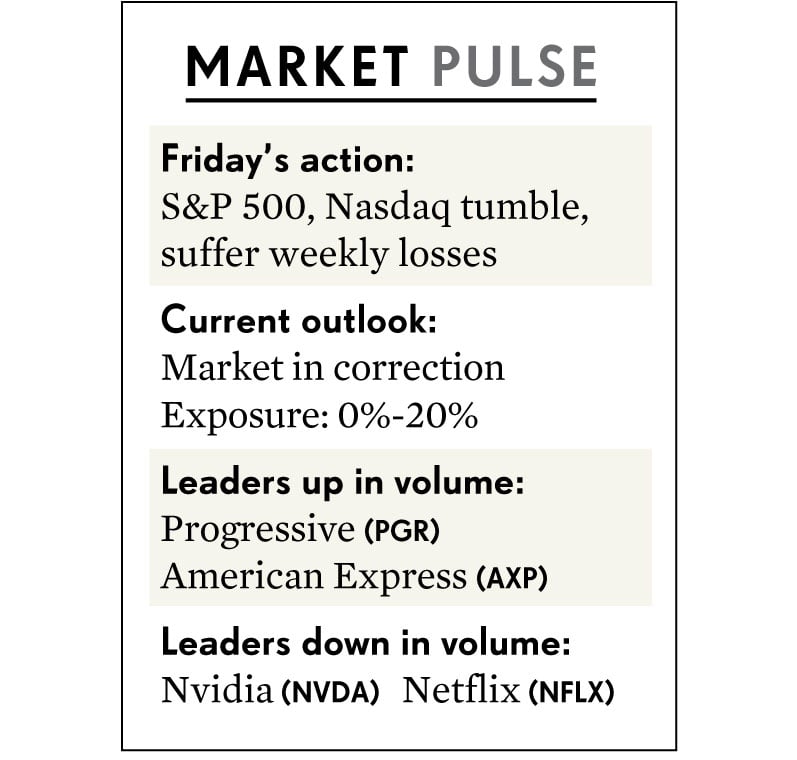 MARKET PULSE
Friday's action:
S&P 500, Nasdaq tumble,
suffer weekly losses
Current outlook:
Market in correction
Exposure: 0%-20%
Leaders up in volume:
Progressive (PGR)
American Express (AXP)
Leaders down in volume:
Nvidia (NVDA) Netflix (NFLX)